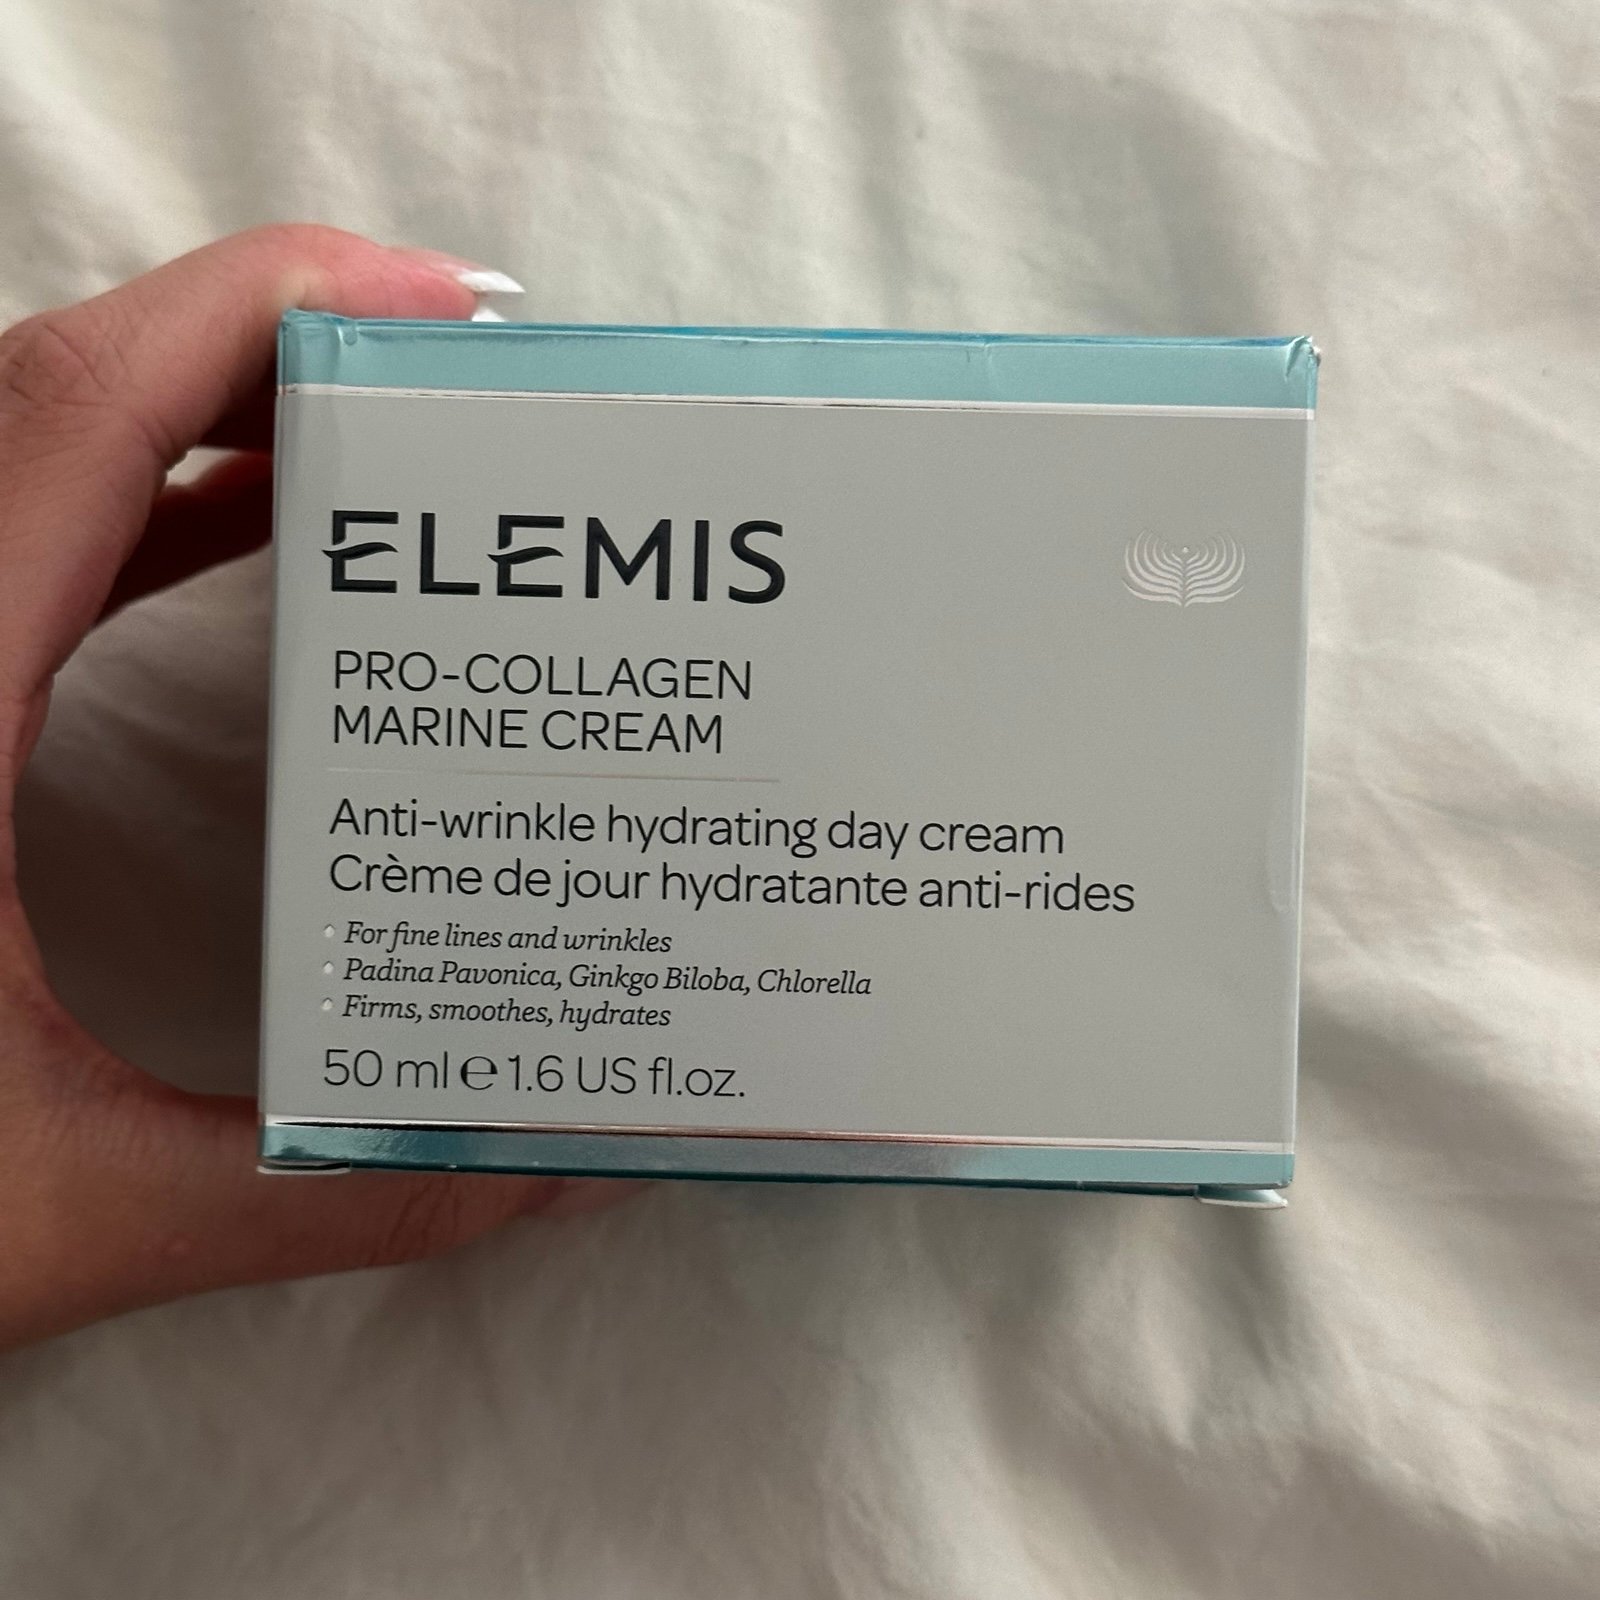 ELEMIS
PRO-COLLAGEN
MARINE CREAM
Anti-wrinkle hydrating day cream
Crème de jour hydratante anti-rides
• For fine lines and wrinkles
• Padina Pavonica, Ginkgo Biloba, Chlorella
• Firms, smoothes, hydrates
50 ml ℮ 1.6 US fl.oz.